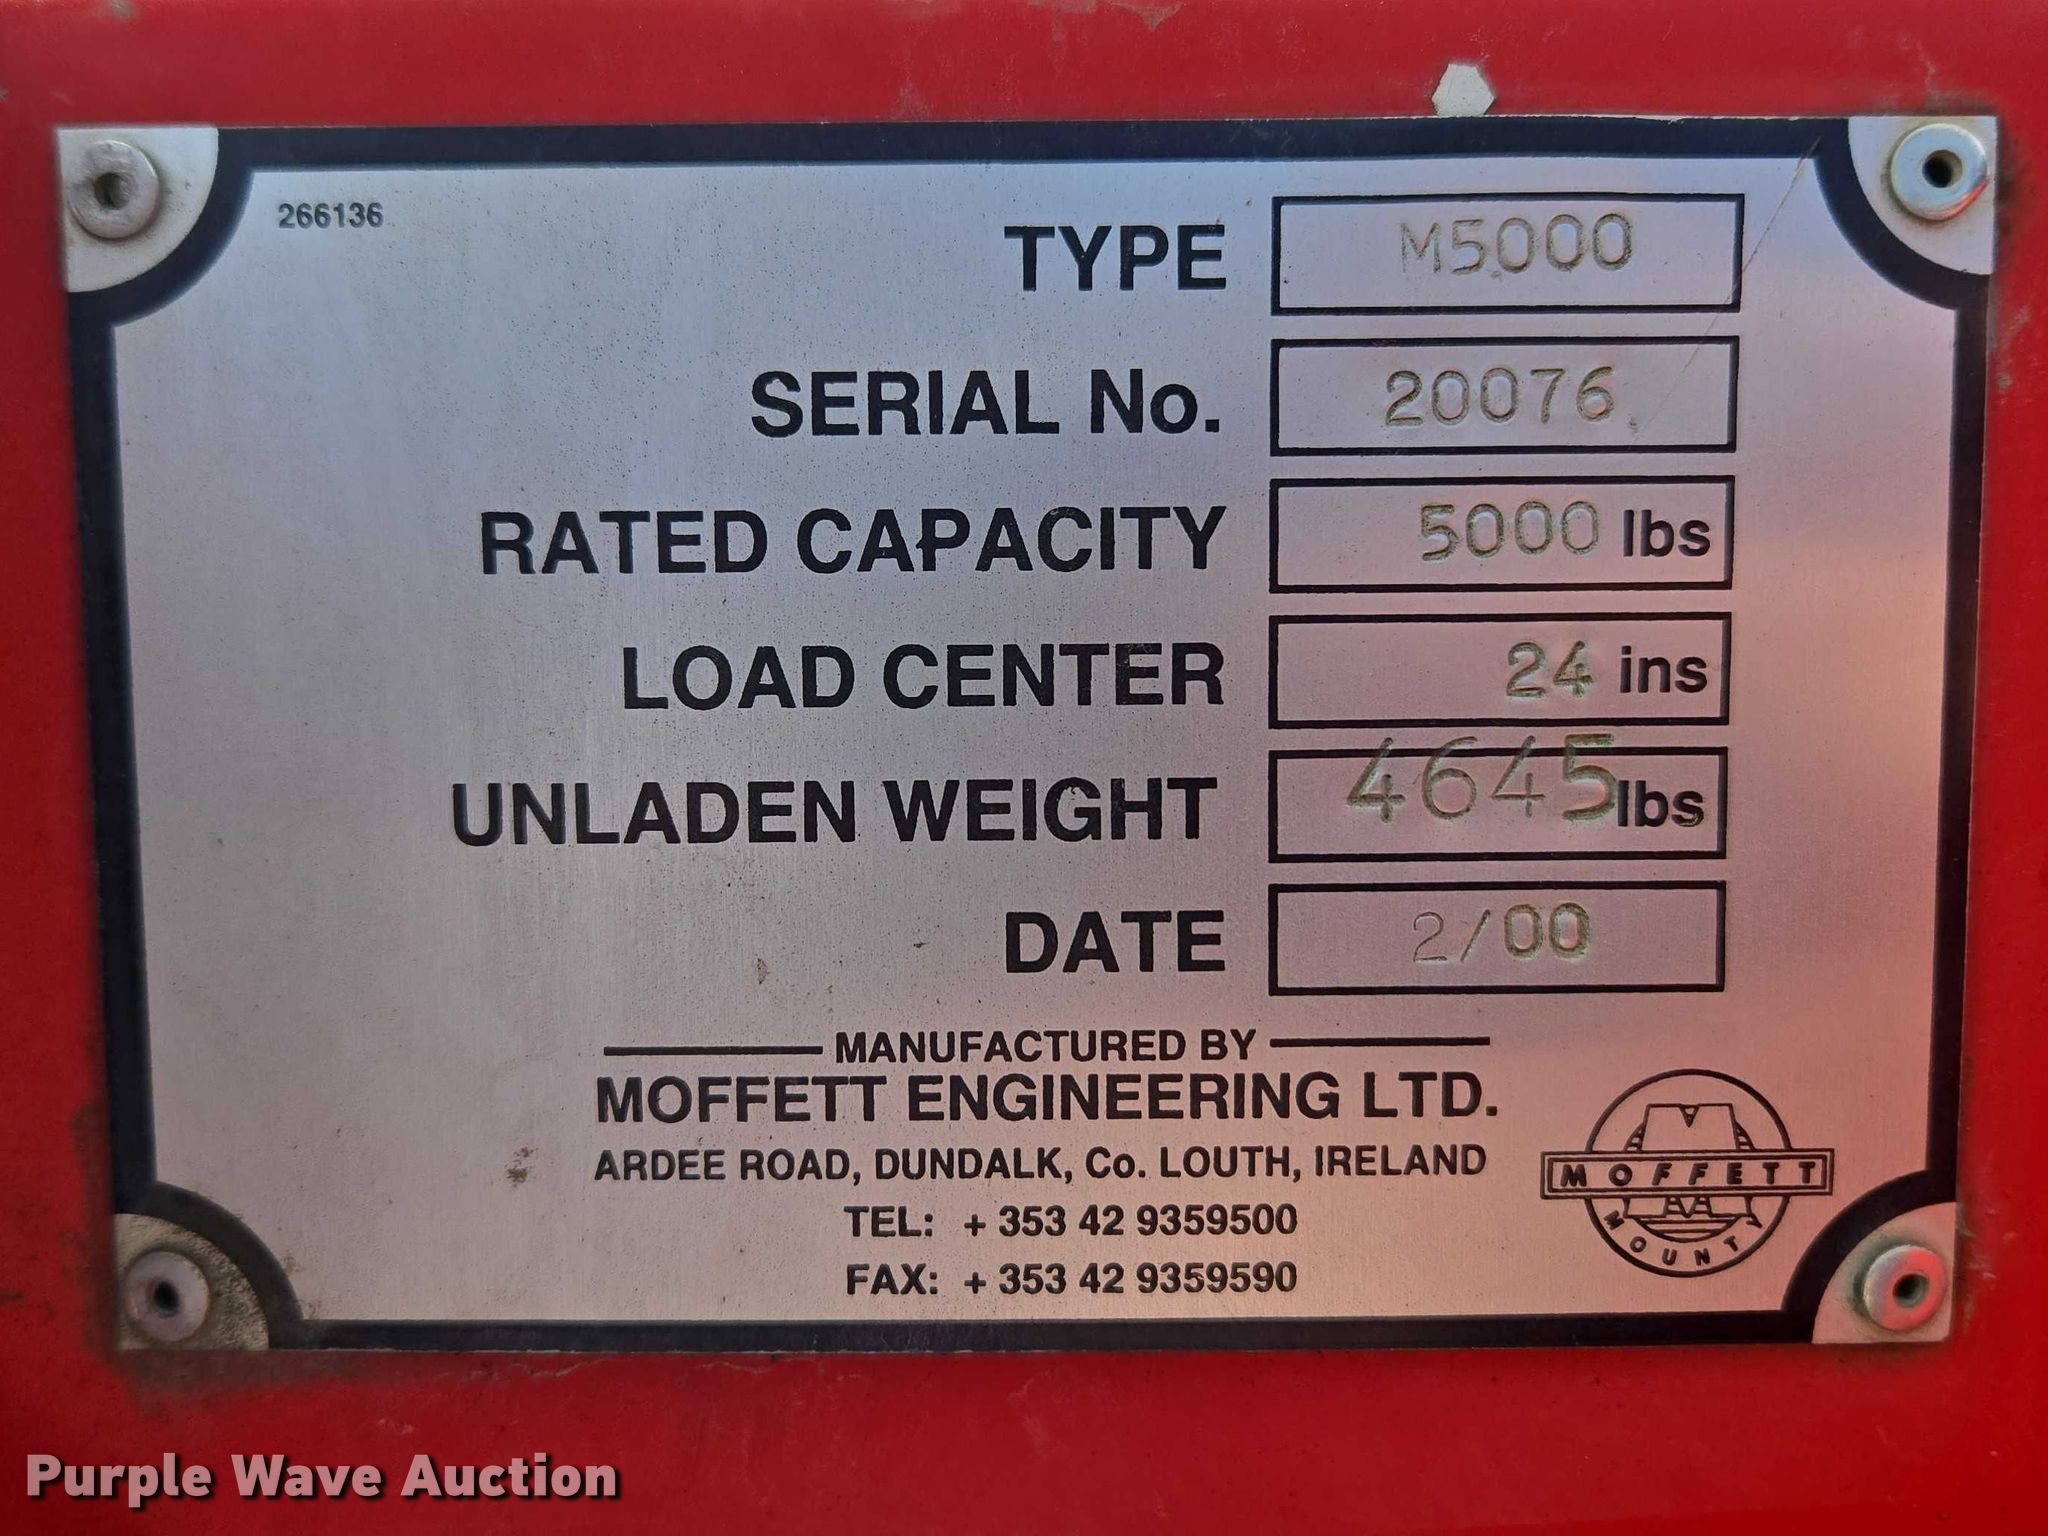 266136
TYPE M5000
SERIAL No. 20076
RATED CAPACITY 5000 lbs
LOAD CENTER 24 ins
UNLADEN WEIGHT 4645 lbs
DATE 2/00
MANUFACTURED BY
MOFFETT ENGINEERING LTD.
ARDEE ROAD, DUNDALK, Co. LOUTH, IRELAND
TEL: + 353 42 9359500
FAX: + 353 42 9359590
MOFFETT
MOUNTY
Purple Wave Auction